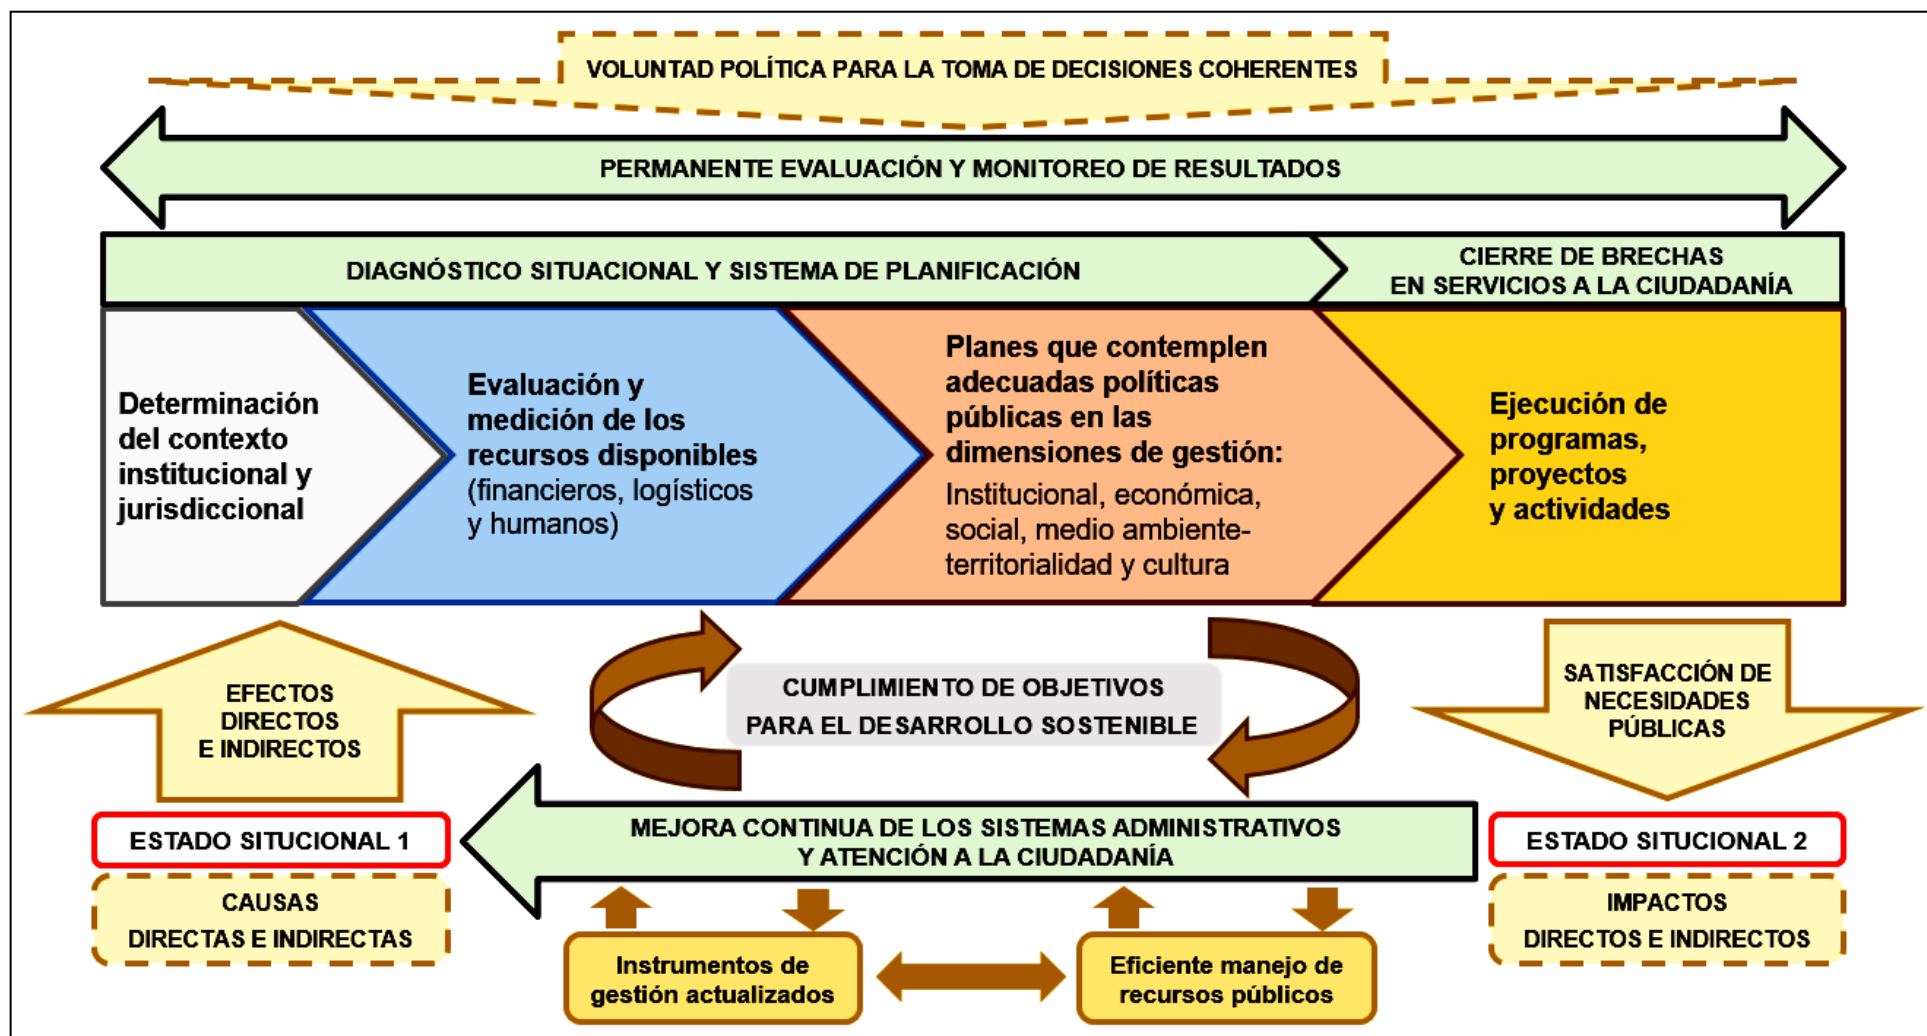 VOLUNTAD POLÍTICA PARA LA TOMA DE DECISIONES COHERENTES
PERMANENTE EVALUACIÓN Y MONITOREO DE RESULTADOS
DIAGNÓSTICO SITUACIONAL Y SISTEMA DE PLANIFICACIÓN
CIERRE DE BRECHAS
EN SERVICIOS A LA CIUDADANÍA
Determinación
del contexto
institucional y
jurisdiccional
Evaluación y
medición de los
recursos disponibles
(financieros, logísticos
y humanos)
Planes que contemplen
adecuadas políticas
públicas en las
dimensiones de gestión:
Institucional, económica,
social, medio ambiente-
territorialidad y cultura
Ejecución de
programas,
proyectos
y actividades
EFECTOS
DIRECTOS
E INDIRECTOS
CUMPLIMIENTO DE OBJETIVOS
PARA EL DESARROLLO SOSTENIBLE
SATISFACCIÓN DE
NECESIDADES
PÚBLICAS
ESTADO SITUCIONAL 1
MEJORA CONTINUA DE LOS SISTEMAS ADMINISTRATIVOS
Y ATENCIÓN A LA CIUDADANÍA
ESTADO SITUCIONAL 2
CAUSAS
DIRECTAS E INDIRECTAS
IMPACTOS
DIRECTOS E INDIRECTOS
Instrumentos de
gestión actualizados
Eficiente manejo de
recursos públicos